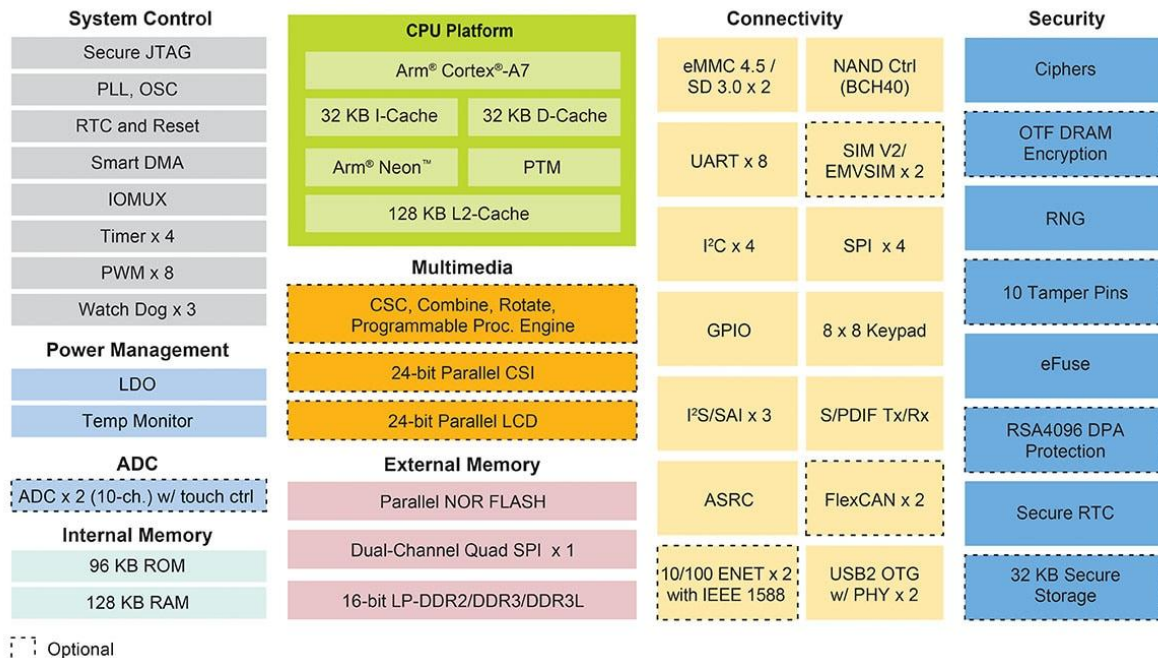 System Control
Secure JTAG
PLL, OSC
RTC and Reset
Smart DMA
IOMUX
Timer x 4
PWM x 8
Watch Dog x 3
Power Management
LDO
Temp Monitor
ADC
ADC x 2 (10-ch.) w/ touch ctrl
Internal Memory
96 KB ROM
128 KB RAM
Optional
CPU Platform
Arm® Cortex®-A7
32 KB I-Cache
32 KB D-Cache
Arm® Neon™
PTM
128 KB L2-Cache
Multimedia
CSC, Combine, Rotate,
Programmable Proc. Engine
24-bit Parallel CSI
24-bit Parallel LCD
External Memory
Parallel NOR FLASH
Dual-Channel Quad SPI x 1
16-bit LP-DDR2/DDR3/DDR3L
Connectivity
eMMC 4.5 /
SD 3.0 x 2
NAND Ctrl
(BCH40)
UART x 8
SIM V2/
EMVSIM x 2
I²C x 4
SPI x 4
GPIO
8 x 8 Keypad
I²S/SAI x 3
S/PDIF Tx/Rx
ASRC
FlexCAN x 2
10/100 ENET x 2
with IEEE 1588
USB2 OTG
w/ PHY x 2
Security
Ciphers
OTF DRAM
Encryption
RNG
10 Tamper Pins
eFuse
RSA4096 DPA
Protection
Secure RTC
32 KB Secure
Storage